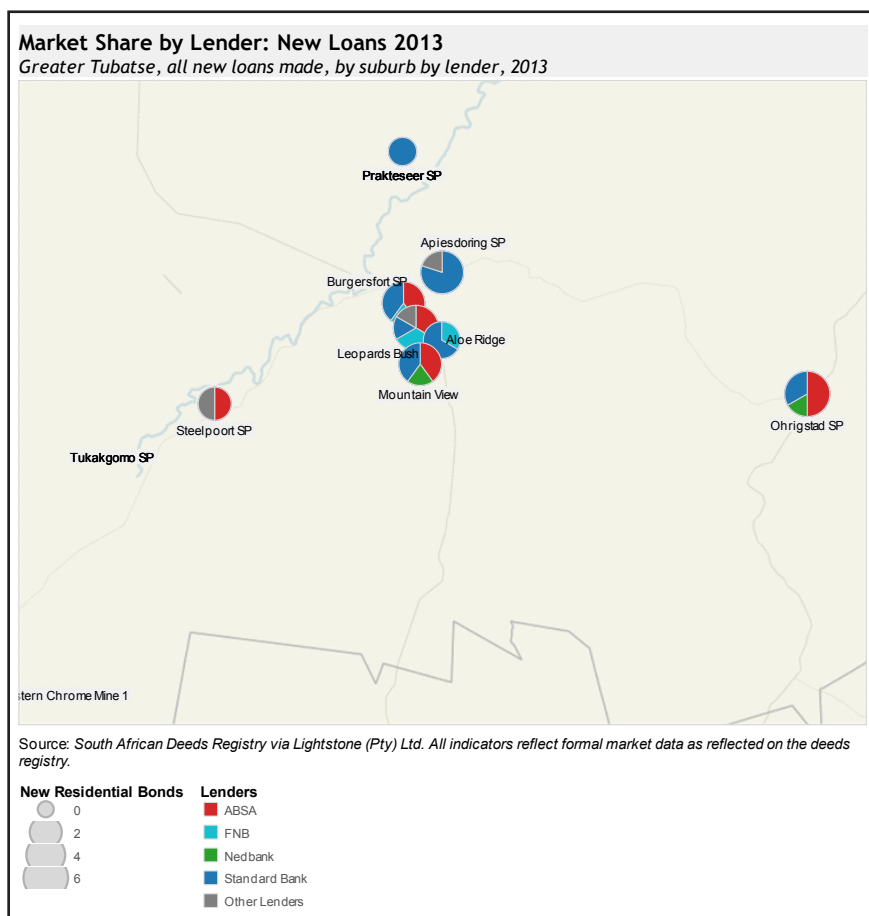 Market Share by Lender: New Loans 2013
Greater Tubatse, all new loans made, by suburb by lender, 2013
Prakteseer SP
Apiesdoring SP
Burgersfort SP
Aloe Ridge
Leopards Bush
Mountain View
Ohrigstad SP
Steelpoort SP
Tukakgomo SP
stern Chrome Mine 1
Source: South African Deeds Registry via Lightstone (Pty) Ltd. All indicators reflect formal market data as reflected on the deeds
registry.
New Residential Bonds
0
2
4
6
Lenders
ABSA
FNB
Nedbank
Standard Bank
Other Lenders